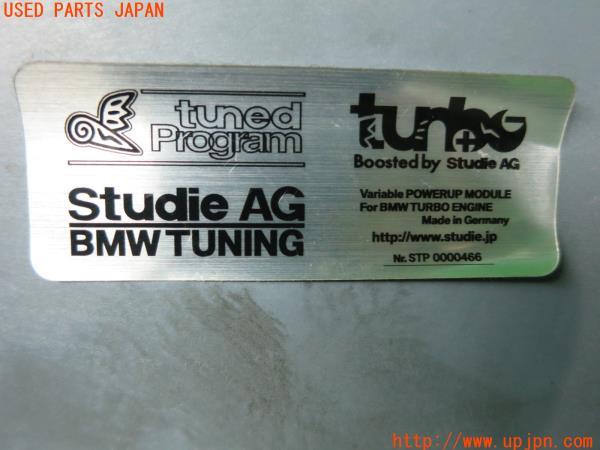 USED PARTS JAPAN
tuned
Program
Studie AG
BMW TUNING
turbo
Boosted by Studie AG
Variable POWERUP MODULE
For BMW TURBO ENGINE
Made in Germany
http://www.studie.jp
Nr. STP 0000466
http://www.upjpn.com